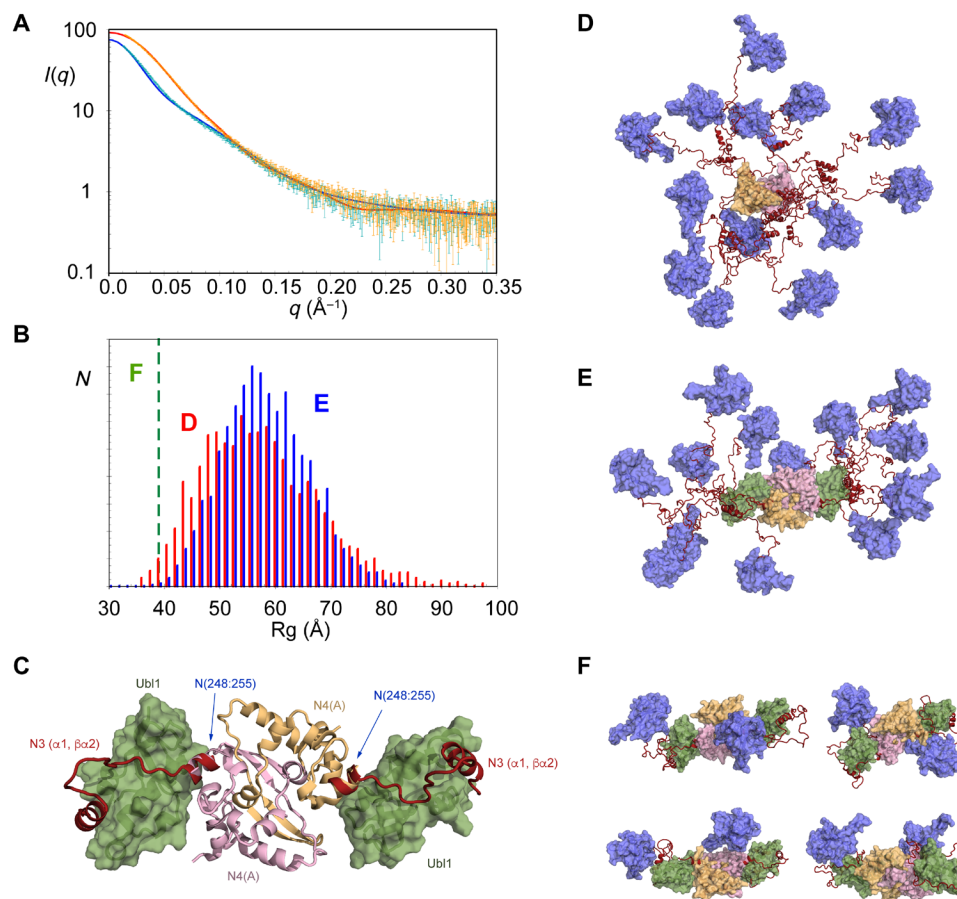 A
I(q)
100
10
1
0.1
0.0
0.05
0.10
0.15
0.20
0.25
0.30
0.35
q (Å⁻¹)
B
N
F
D
E
30
40
50
60
70
80
90
100
Rg (Å)
C
Ubl1
N(248:255)
N4(A)
N(248:255)
N3 (α1, βα2)
N3 (α1, βα2)
N4(A)
Ubl1
D
E
F